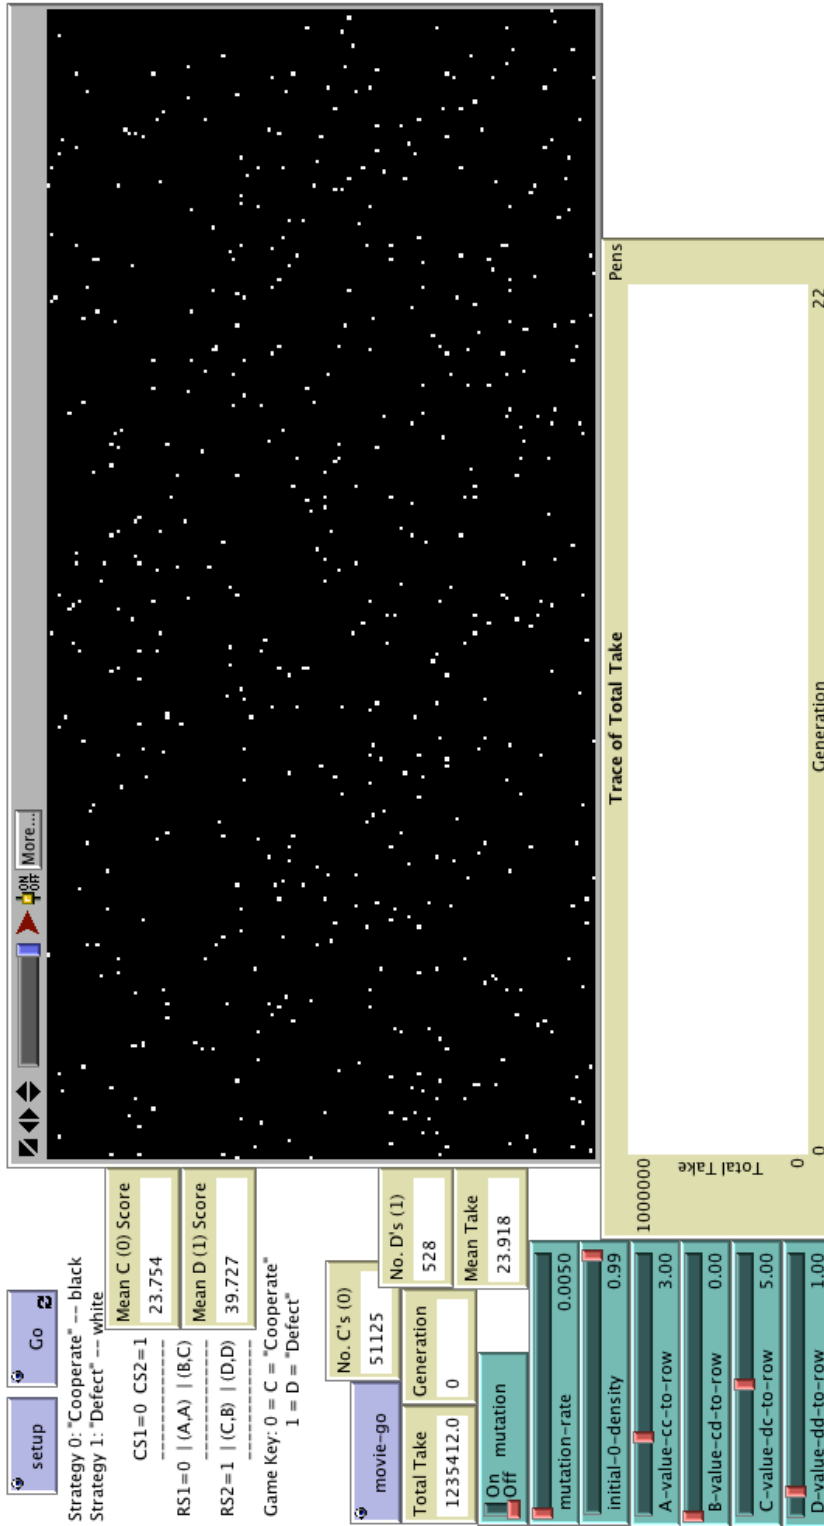 More...
ON
OFF
setup
Go
Strategy 0: "Cooperate" -- black
Strategy 1: "Defect" -- white
CS1=0 CS2=1
------------------
RS1=0 | (A,A) | (B,C)
------------------
RS2=1 | (C,B) | (D,D)
------------------
Game Key: 0 = C = "Cooperate"
1 = D = "Defect"
Mean C (0) Score
23.754
Mean D (1) Score
39.727
movie-go
No. C's (0)
51125
No. D's (1)
528
Total Take
1235412.0
Generation
0
Mean Take
23.918
On
Off
mutation
mutation-rate
0.0050
initial-0-density
0.99
A-value-cc-to-row
3.00
B-value-cd-to-row
0.00
C-value-dc-to-row
5.00
D-value-dd-to-row
1.00
Trace of Total Take
Pens
1000000
Total Take
0
0
Generation
22